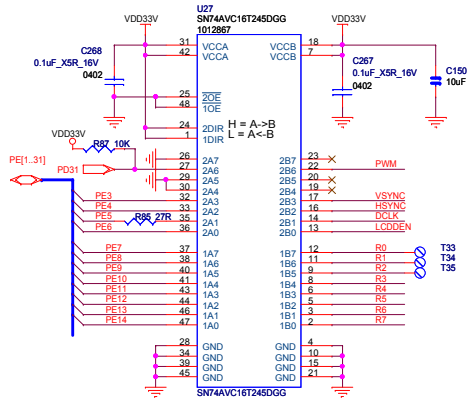 U27
SN74AVC16T245DGG
1012867
VDD33V
VDD33V
31 VCCA VCCB 18
42 VCCA VCCB 7
C268
0.1uF_X5R_16V
0402
C267
0.1uF_X5R_16V
0402
C150
10uF
25 2OE
48 1OE
24 2DIR H = A->B
1 1DIR L = A<-B
VDD33V
R87 10K
PE[1..31]
PD31
26 2A7 2B7 23
27 2A6 2B6 22 PWM
29 2A5 2B5 20
30 2A4 2B4 19
PE3 32 2A3 2B3 17 VSYNC
PE4 33 2A2 2B2 16 HSYNC
PE5 R85 27R 35 2A1 2B1 14 DCLK
PE6 36 2A0 2B0 13 LCDDEN
PE7 37 1A7 1B7 12 R0 T33
PE8 38 1A6 1B6 11 R1 T34
PE9 40 1A5 1B5 9 R2 T35
PE10 41 1A4 1B4 8 R3
PE11 43 1A3 1B3 6 R4
PE12 44 1A2 1B2 5 R5
PE13 46 1A1 1B1 3 R6
PE14 47 1A0 1B0 2 R7
28 GND GND 4
34 GND GND 10
39 GND GND 15
45 GND GND 21
SN74AVC16T245DGG